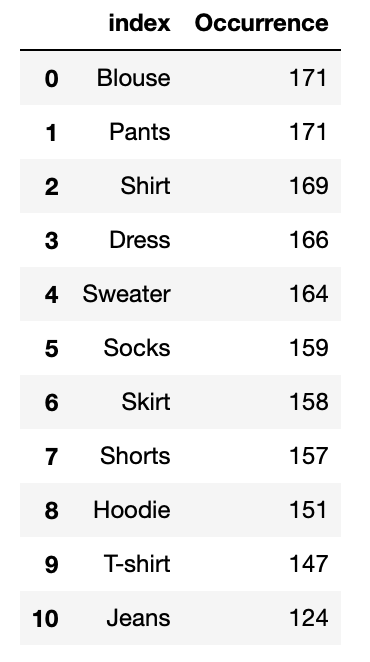 index Occurrence
0 Blouse 171
1 Pants 171
2 Shirt 169
3 Dress 166
4 Sweater 164
5 Socks 159
6 Skirt 158
7 Shorts 157
8 Hoodie 151
9 T-shirt 147
10 Jeans 124